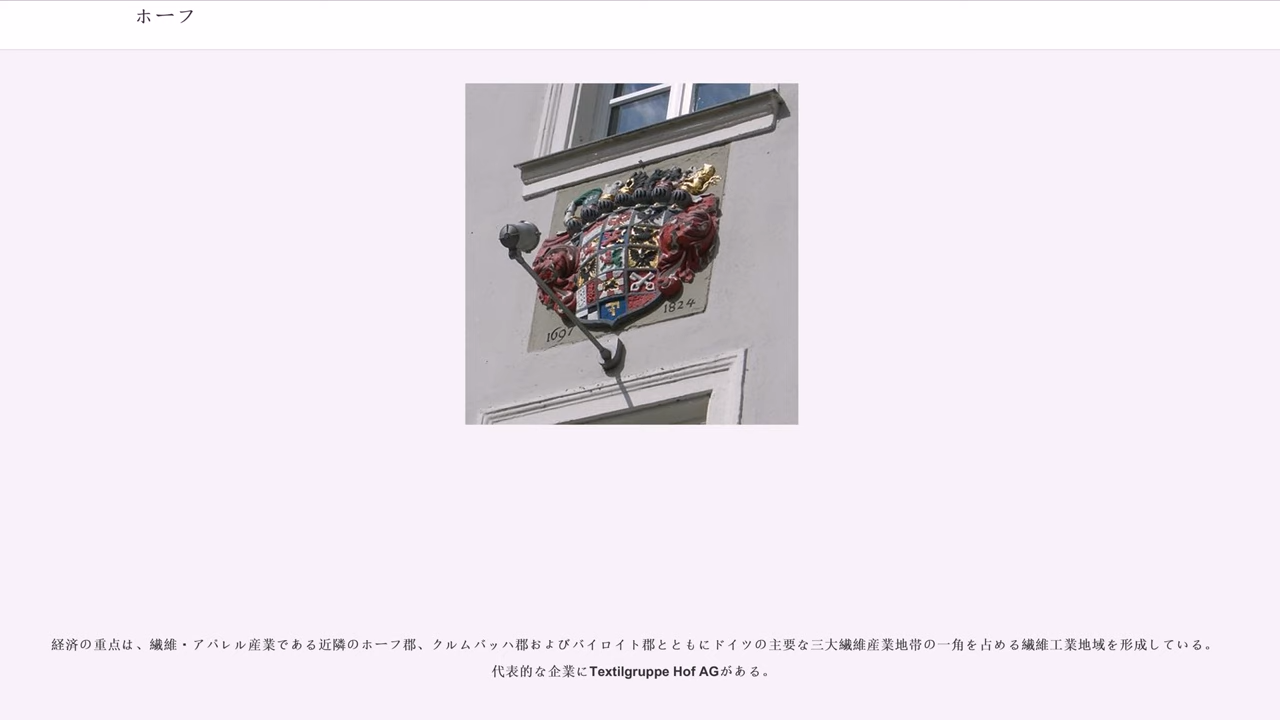 ホーフ
1697
1824
経済の重点は、繊維・アパレル産業である近隣のホーフ郡、クルムバッハ郡およびバイロイト郡とともにドイツの主要な三大繊維産業地帯の一角を占める繊維工業地域を形成している。
代表的な企業にTextilgruppe Hof AGがある。